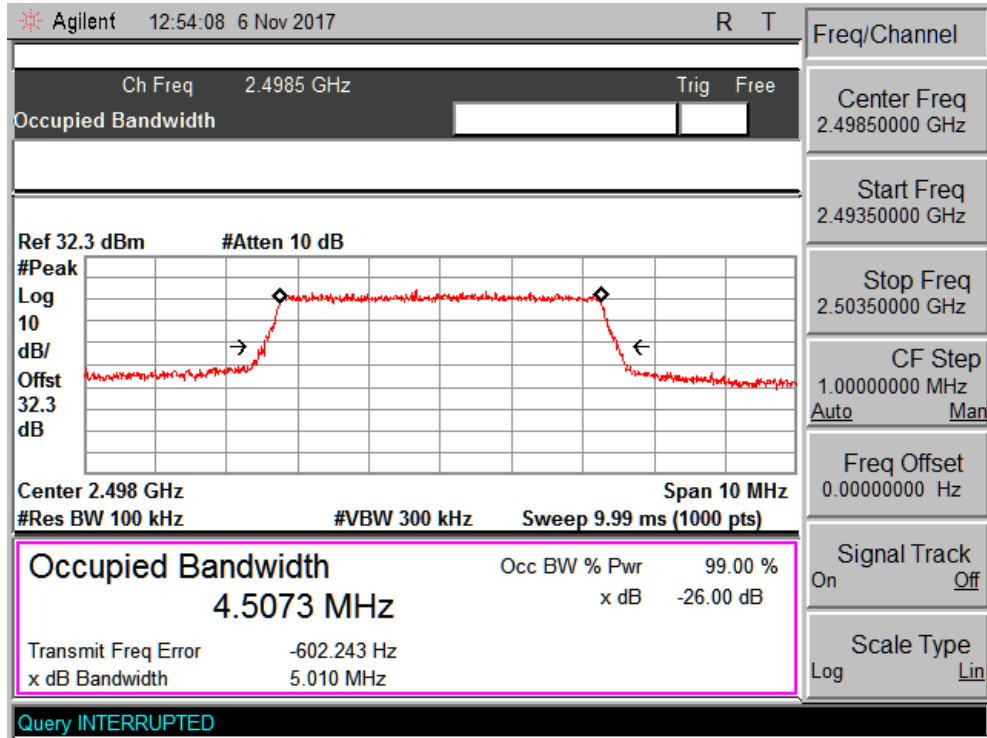 Agilent 12:54:08 6 Nov 2017 R T
Ch Freq 2.4985 GHz Trig Free
Occupied Bandwidth
Ref 32.3 dBm #Atten 10 dB
#Peak
Log
10
dB/
Offst
32.3
dB
Center 2.498 GHz Span 10 MHz
#Res BW 100 kHz #VBW 300 kHz Sweep 9.99 ms (1000 pts)
Occupied Bandwidth Occ BW % Pwr 99.00 %
4.5073 MHz x dB -26.00 dB
Transmit Freq Error -602.243 Hz
x dB Bandwidth 5.010 MHz
Query INTERRUPTED
Freq/Channel
Center Freq
2.49850000 GHz
Start Freq
2.49350000 GHz
Stop Freq
2.50350000 GHz
CF Step
1.00000000 MHz
Auto Man
Freq Offset
0.00000000 Hz
Signal Track
On Off
Scale Type
Log Lin